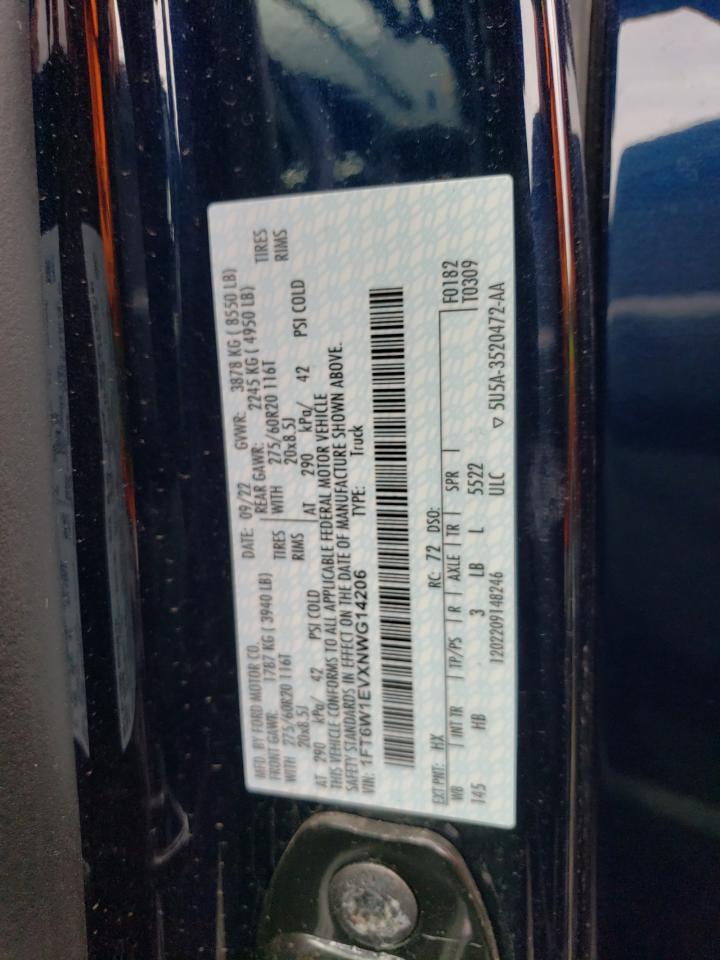 MFD. BY FORD MOTOR CO.
DATE: 09/22 GVWR: 3878 KG ( 8550 LB)
FRONT GAWR: 1787 KG ( 3940 LB) REAR GAWR: 2245 KG ( 4950 LB)
WITH 275/60R20 116T TIRES WITH 275/60R20 116T TIRES
20x8.5J RIMS 20x8.5J RIMS
AT 290 kPa/ 42 PSI COLD AT 290 kPa/ 42 PSI COLD
THIS VEHICLE CONFORMS TO ALL APPLICABLE FEDERAL MOTOR VEHICLE
SAFETY STANDARDS IN EFFECT ON THE DATE OF MANUFACTURE SHOWN ABOVE.
VIN: 1FT6W1EVXNWG14206 TYPE: Truck
F0182
EXT PNT: HX RC: 72 DSO: T0309
WB INT TR TP/PS R AXLE TR SPR
145 HB 3 LB L 5522
ULC
1202209148246 ▽ 5U5A-3520472-AA